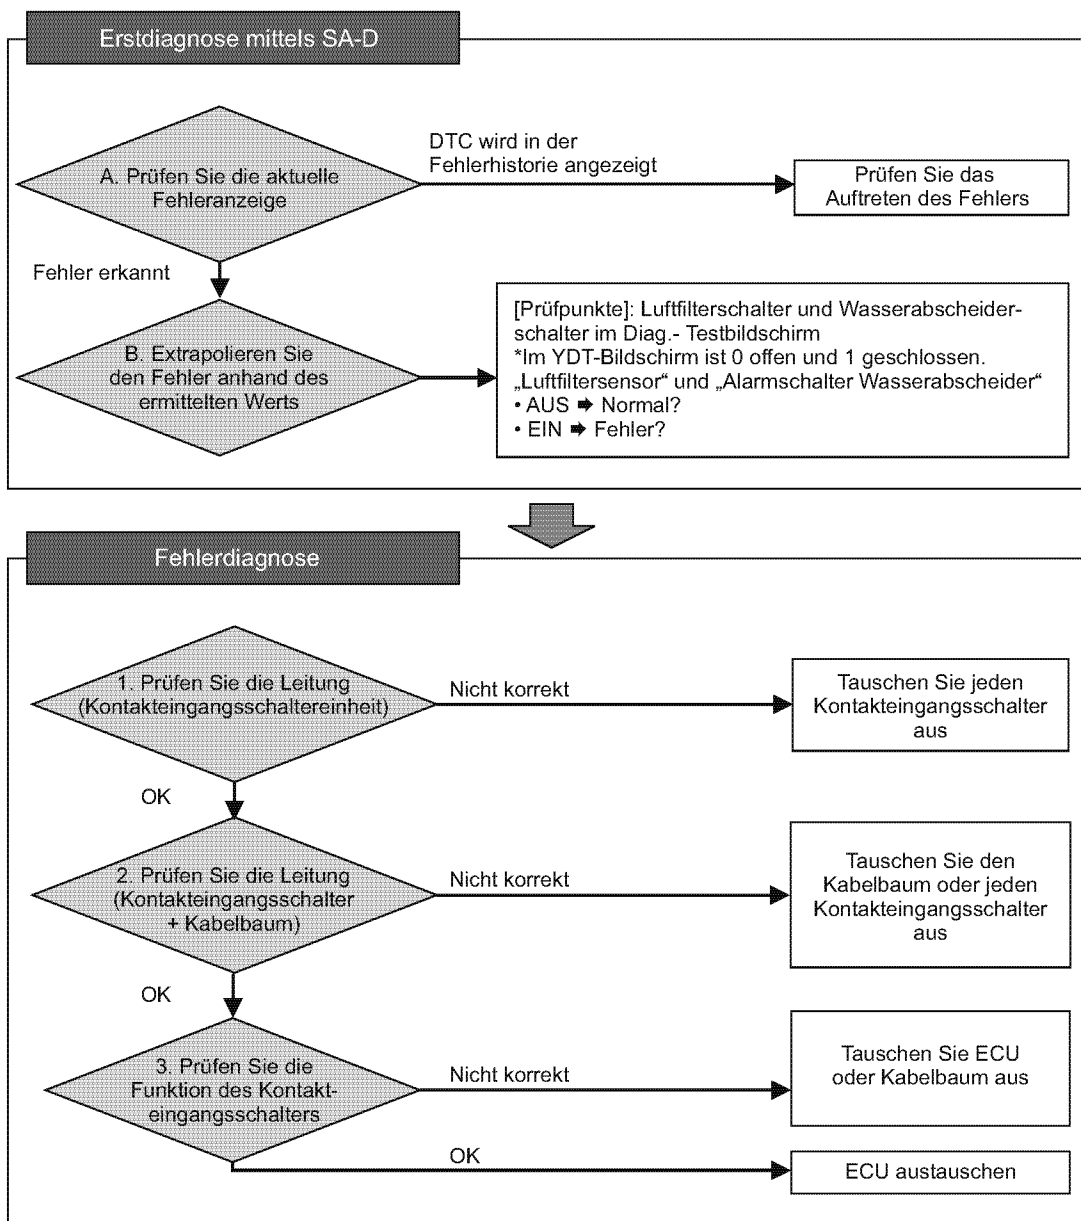 Erstdiagnose mittels SA-D
A. Prüfen Sie die aktuelle
Fehleranzeige
DTC wird in der
Fehlerhistorie angezeigt
Prüfen Sie das
Auftreten des Fehlers
Fehler erkannt
B. Extrapolieren Sie
den Fehler anhand des
ermittelten Werts
[Prüfpunkte]: Luftfilterschalter und Wasserabscheider-
schalter im Diag.- Testbildschirm
*Im YDT-Bildschirm ist 0 offen und 1 geschlossen.
„Luftfiltersensor“ und „Alarmschalter Wasserabscheider“
• AUS ➡ Normal?
• EIN ➡ Fehler?
Fehlerdiagnose
1. Prüfen Sie die Leitung
(Kontakteingangsschaltereinheit)
Nicht korrekt
Tauschen Sie jeden
Kontakteingangsschalter
aus
OK
2. Prüfen Sie die Leitung
(Kontakteingangsschalter
+ Kabelbaum)
Nicht korrekt
Tauschen Sie den
Kabelbaum oder jeden
Kontakteingangsschalter
aus
OK
3. Prüfen Sie die
Funktion des Kontakt-
eingangsschalters
Nicht korrekt
Tauschen Sie ECU
oder Kabelbaum aus
OK
ECU austauschen